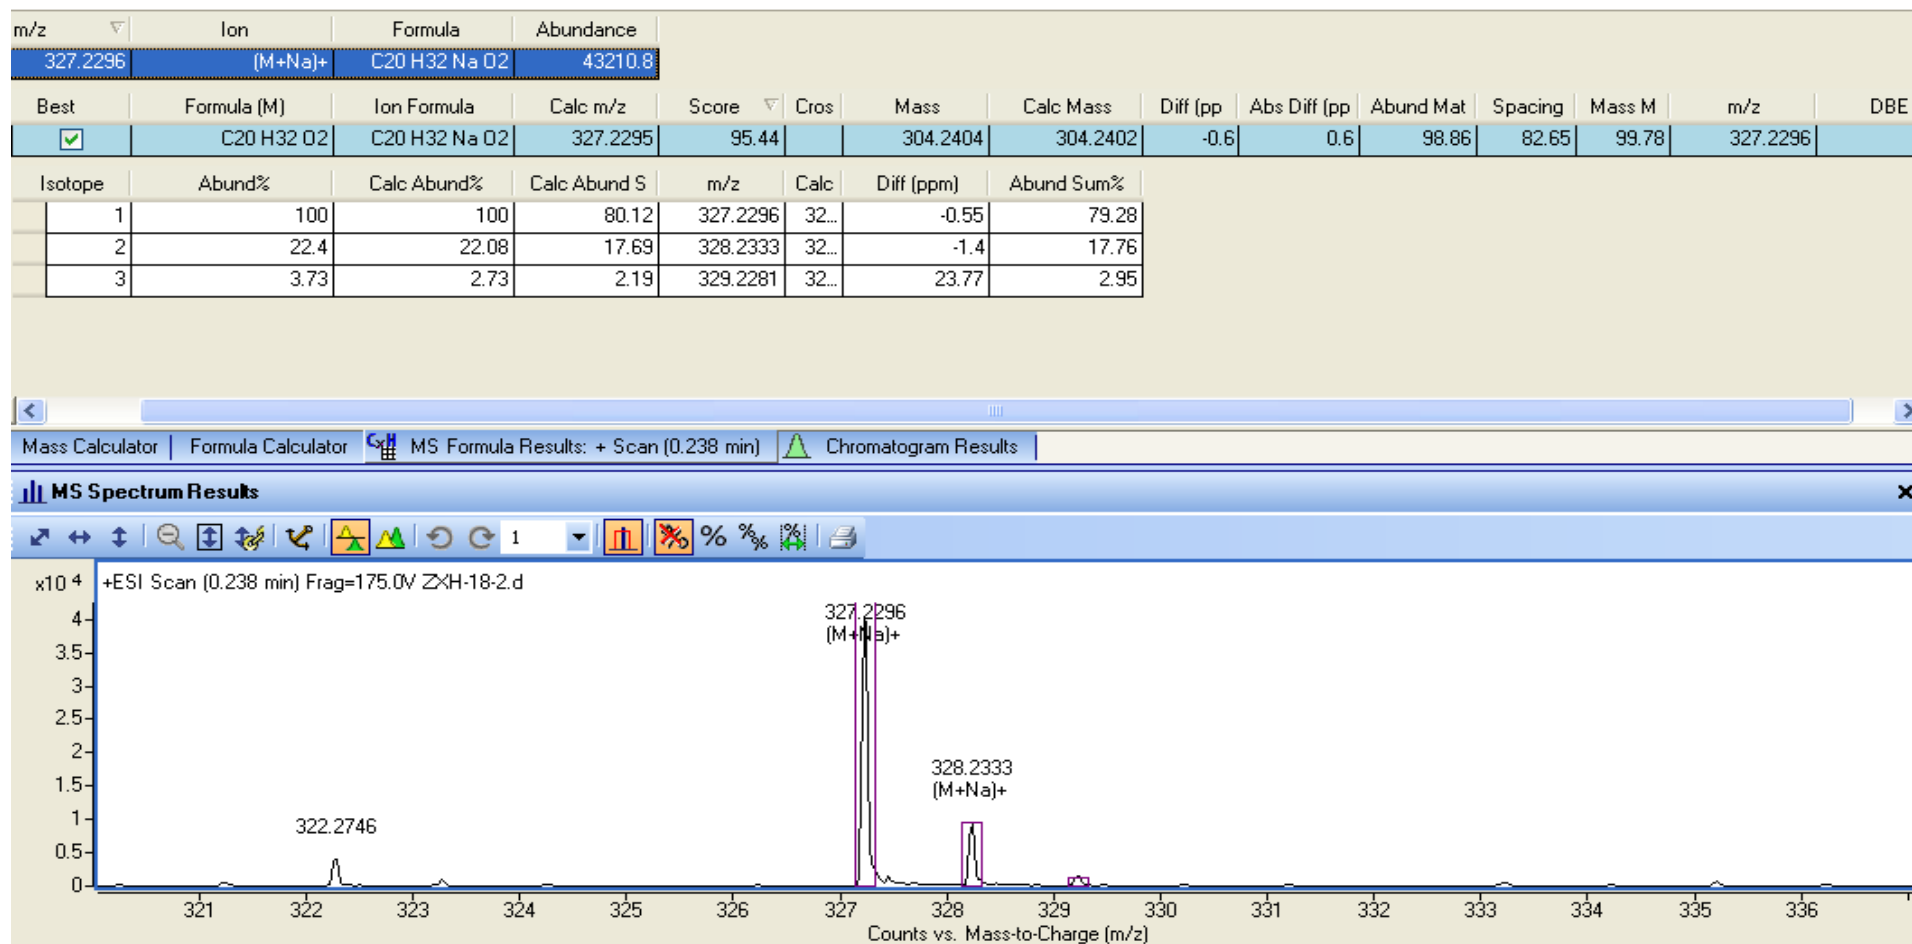 m/z Ion Formula Abundance
327.2296 (M+Na)+ C20 H32 Na O2 43210.8
Best Formula (M) Ion Formula Calc m/z Score Cros Mass Calc Mass Diff (pp Abs Diff (pp Abund Mat Spacing Mass M m/z DBE
C20 H32 O2 C20 H32 Na O2 327.2295 95.44 304.2404 304.2402 -0.6 0.6 98.86 82.65 99.78 327.2296
Isotope Abund% Calc Abund% Calc Abund S m/z Calc Diff (ppm) Abund Sum%
1 100 100 80.12 327.2296 32... -0.55 79.28
2 22.4 22.08 17.69 328.2333 32... -1.4 17.76
3 3.73 2.73 2.19 329.2281 32... 23.77 2.95
Mass Calculator Formula Calculator CxH MS Formula Results: + Scan (0.238 min) Chromatogram Results
MS Spectrum Results
1 % %% %
x10 4 +ESI Scan (0.238 min) Frag=175.0V ZXH-18-2.d
327.2296
4
(M+Na)+
3.5
3
2.5
2
328.2333
(M+Na)+
1.5
1
322.2746
0.5
0
321 322 323 324 325 326 327 328 329 330 331 332 333 334 335 336
Counts vs. Mass-to-Charge (m/z)